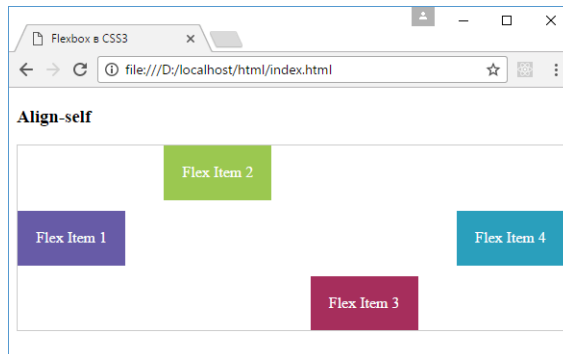 Flexbox в CSS3
file:///D:/localhost/html/index.html
Align-self
Flex Item 2
Flex Item 1
Flex Item 4
Flex Item 3